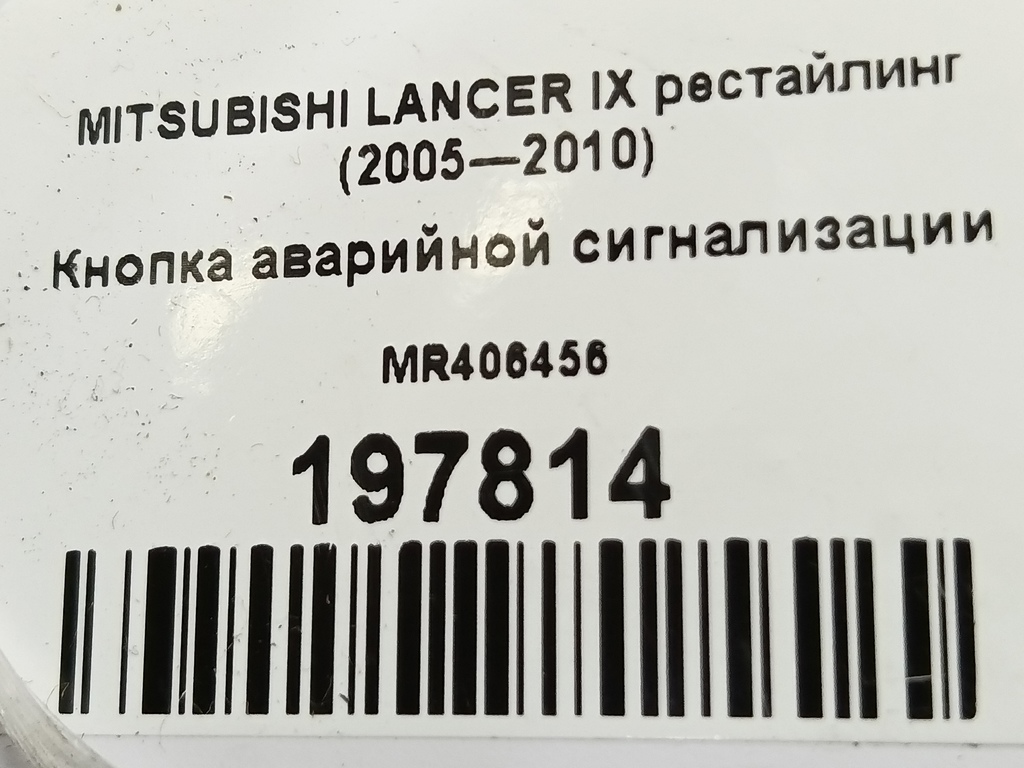 MITSUBISHI LANCER IX рестайлинг
(2005—2010)
Кнопка аварийной сигнализации
MR406456
197814